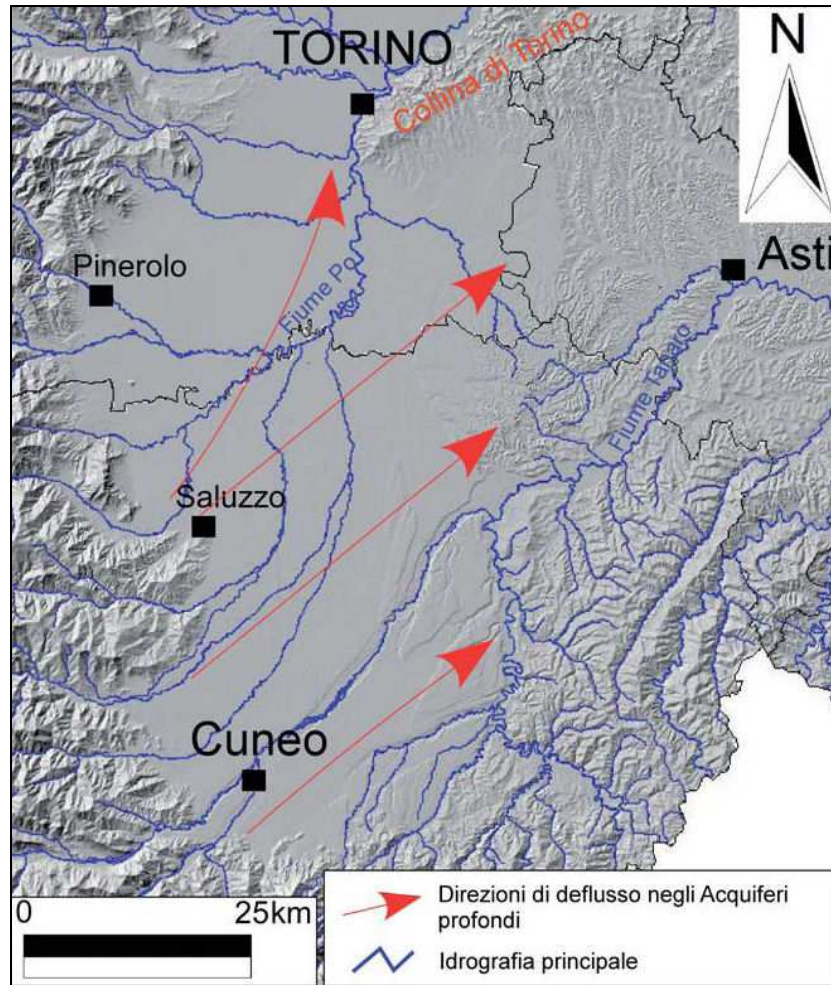 TORINO
N
Collina di Torino
Pinerolo
Fiume Po
Asti
Fiume Tanaro
Saluzzo
Cuneo
0 25km
Direzioni di deflusso negli Acquiferi
profondi
Idrografia principale